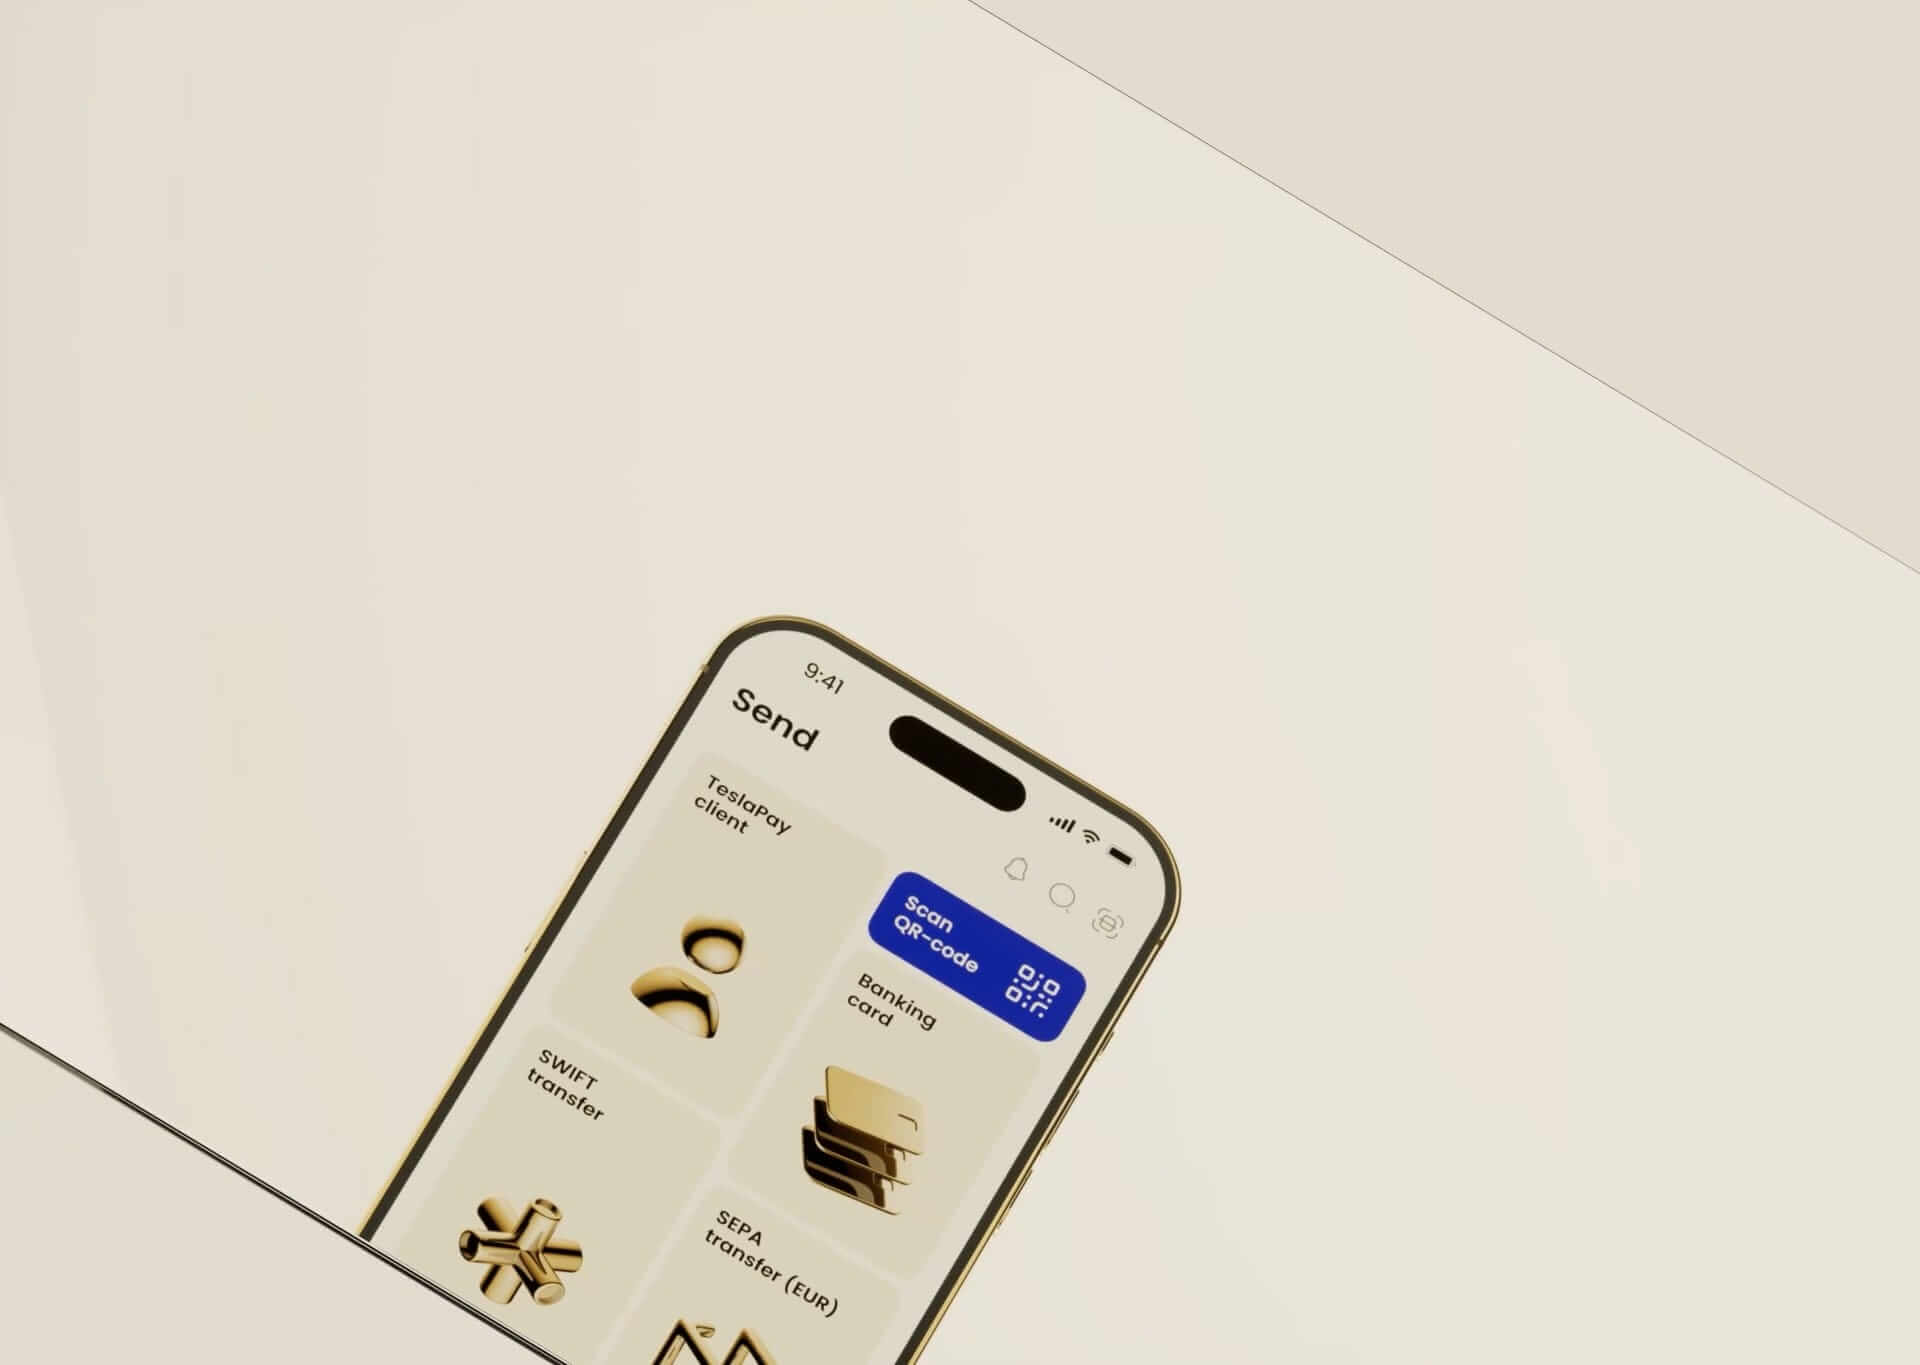 9:41
Send
TeslaPay
client
Scan
QR-code
Banking
card
SWIFT
transfer
SEPA
transfer (EUR)